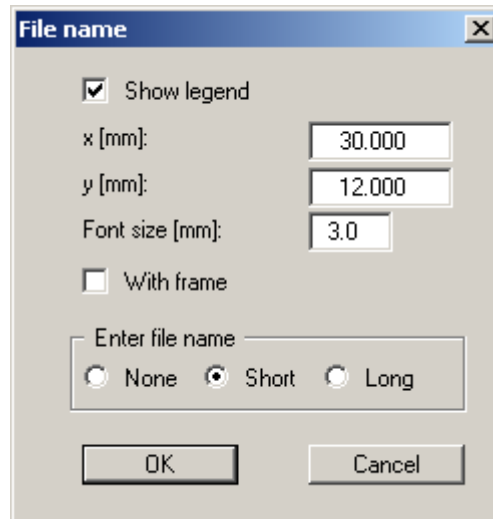 File name
Show legend
x [mm]: 30.000
y [mm]: 12.000
Font size [mm]: 3.0
With frame
Enter file name
None Short Long
OK Cancel